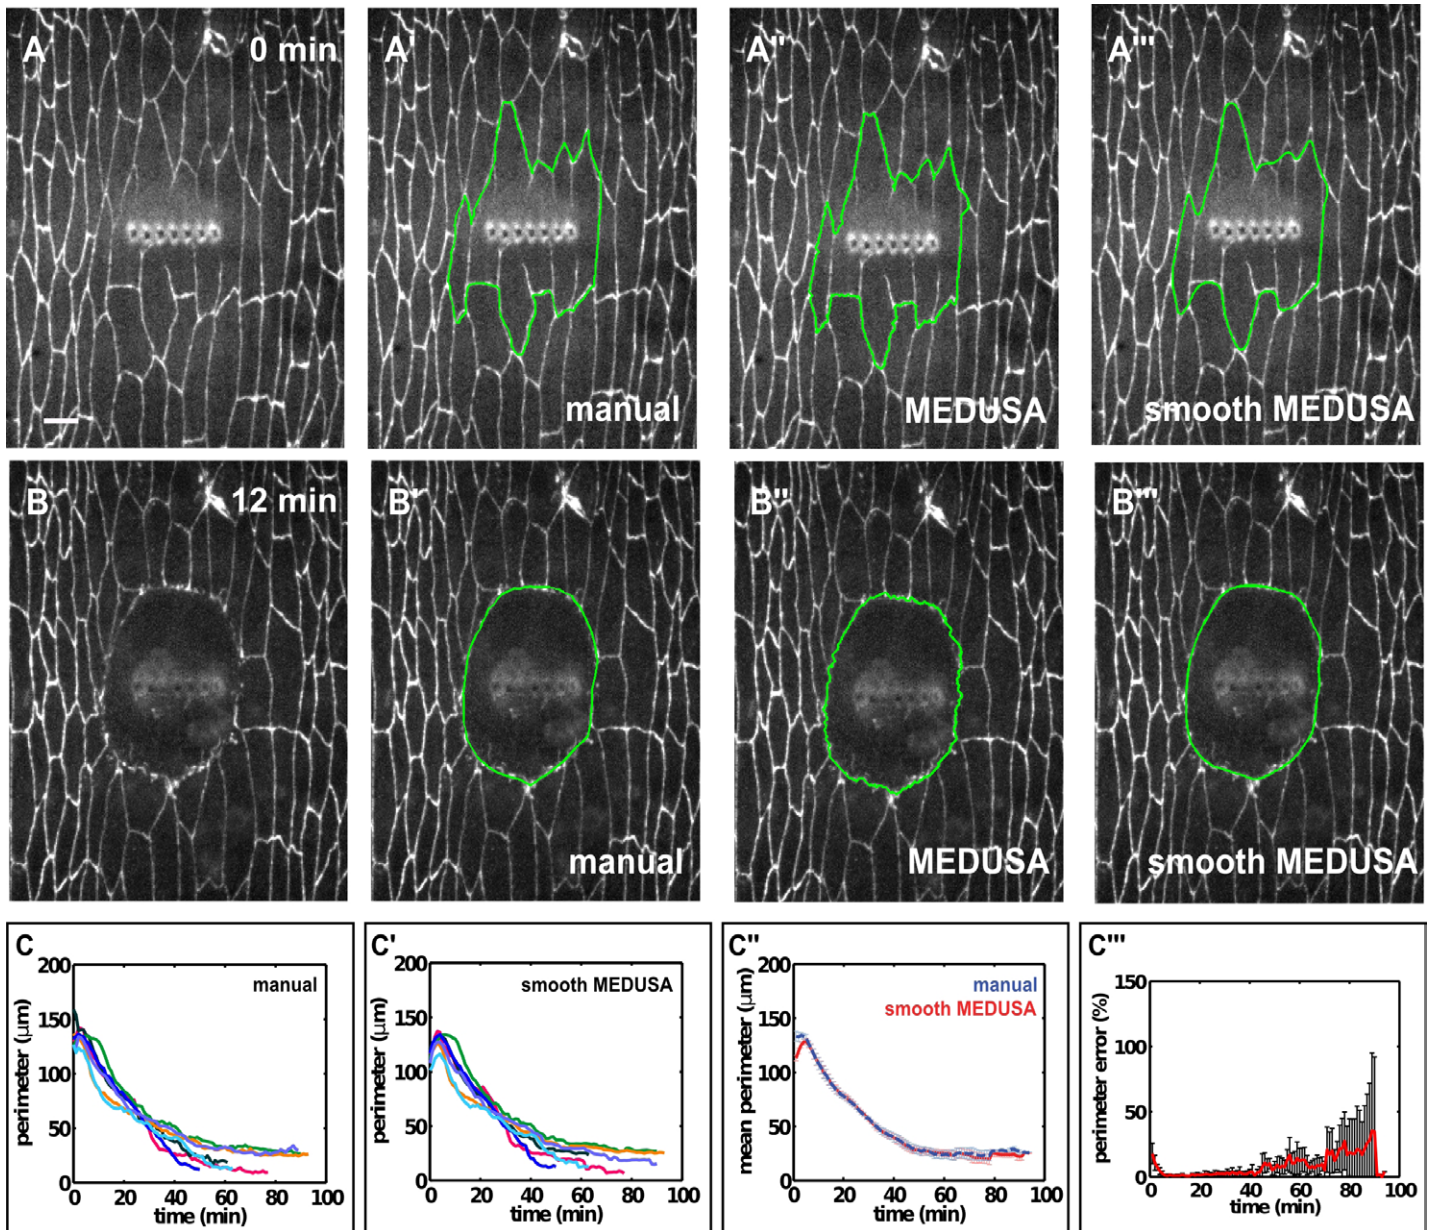 A 0 min
A'
manual
A''
MEDUSA
A'''
smooth MEDUSA
B 12 min
B'
manual
B''
MEDUSA
B'''
smooth MEDUSA
C
manual
perimeter (μm)
200
150
100
50
0
0 20 40 60 80 100
time (min)
C'
smooth MEDUSA
perimeter (μm)
200
150
100
50
0
0 20 40 60 80 100
time (min)
C''
manual
smooth MEDUSA
mean perimeter (μm)
200
150
100
50
0
0 20 40 60 80 100
time (min)
C'''
perimeter error (%)
150
100
50
0
0 20 40 60 80 100
time (min)